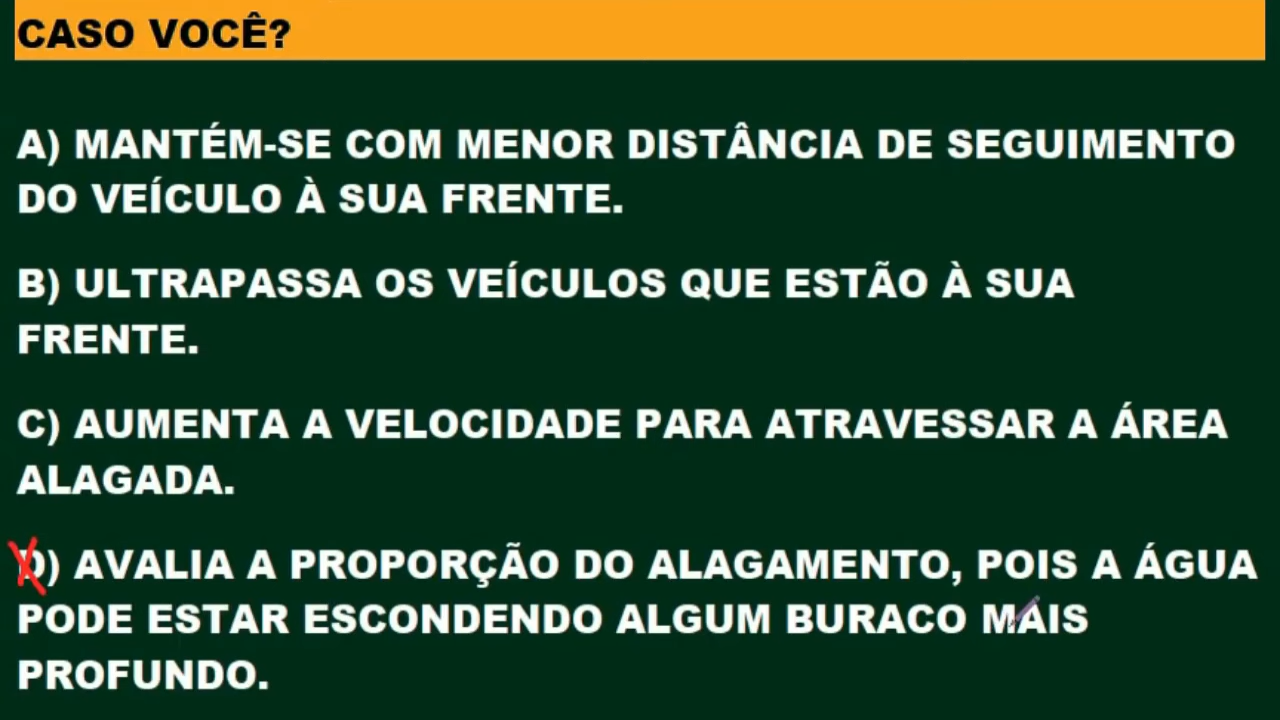 CASO VOCÊ?
A) MANTÉM-SE COM MENOR DISTÂNCIA DE SEGUIMENTO
DO VEÍCULO À SUA FRENTE.
B) ULTRAPASSA OS VEÍCULOS QUE ESTÃO À SUA
FRENTE.
C) AUMENTA A VELOCIDADE PARA ATRAVESSAR A ÁREA
ALAGADA.
D) AVALIA A PROPORÇÃO DO ALAGAMENTO, POIS A ÁGUA
PODE ESTAR ESCONDENDO ALGUM BURACO MAIS
PROFUNDO.